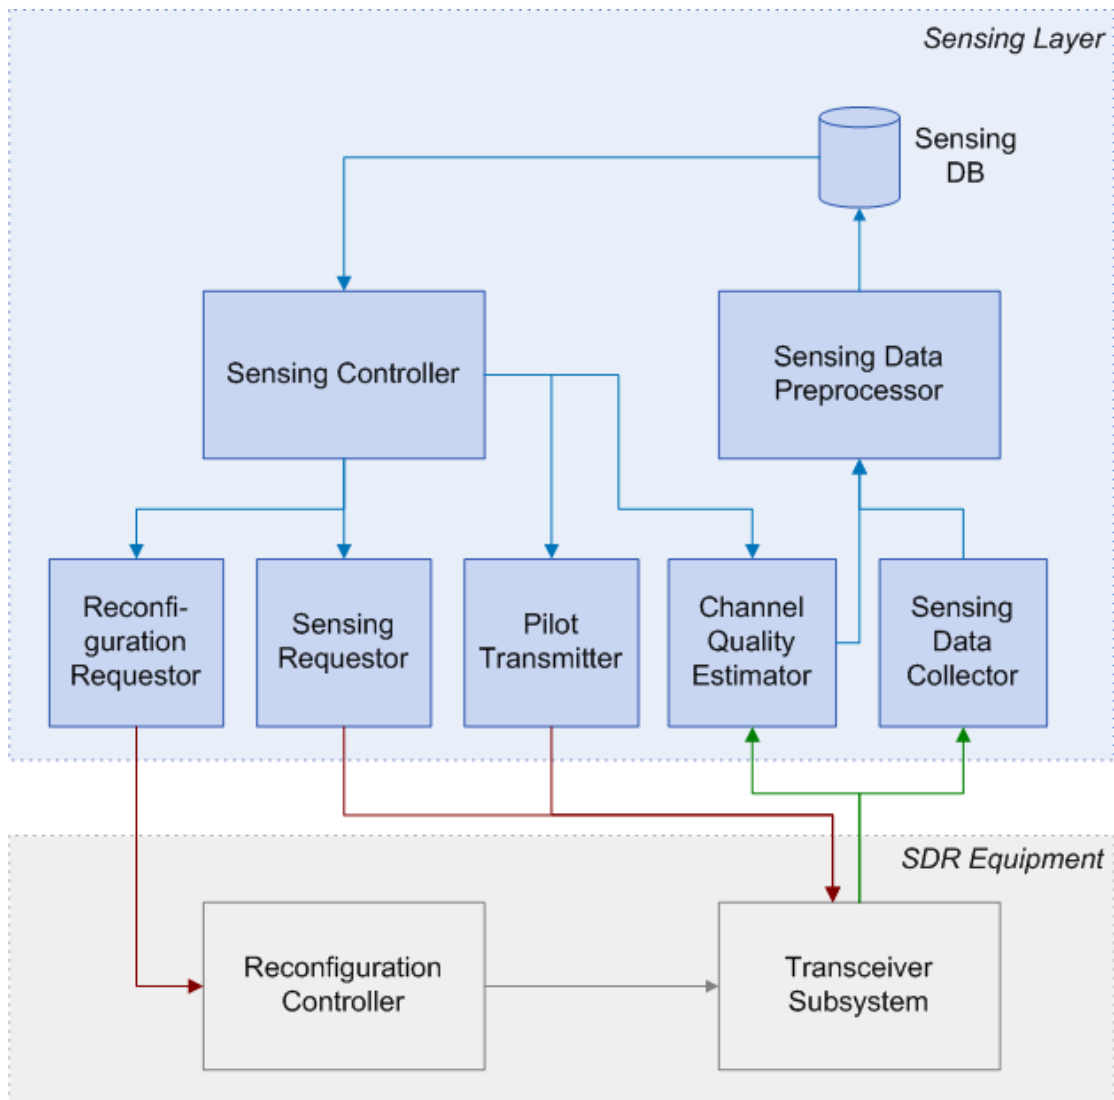 Sensing Layer
Sensing
DB
Sensing Controller
Sensing Data
Preprocessor
Reconfi-
guration
Requestor
Sensing
Requestor
Pilot
Transmitter
Channel
Quality
Estimator
Sensing
Data
Collector
SDR Equipment
Reconfiguration
Controller
Transceiver
Subsystem